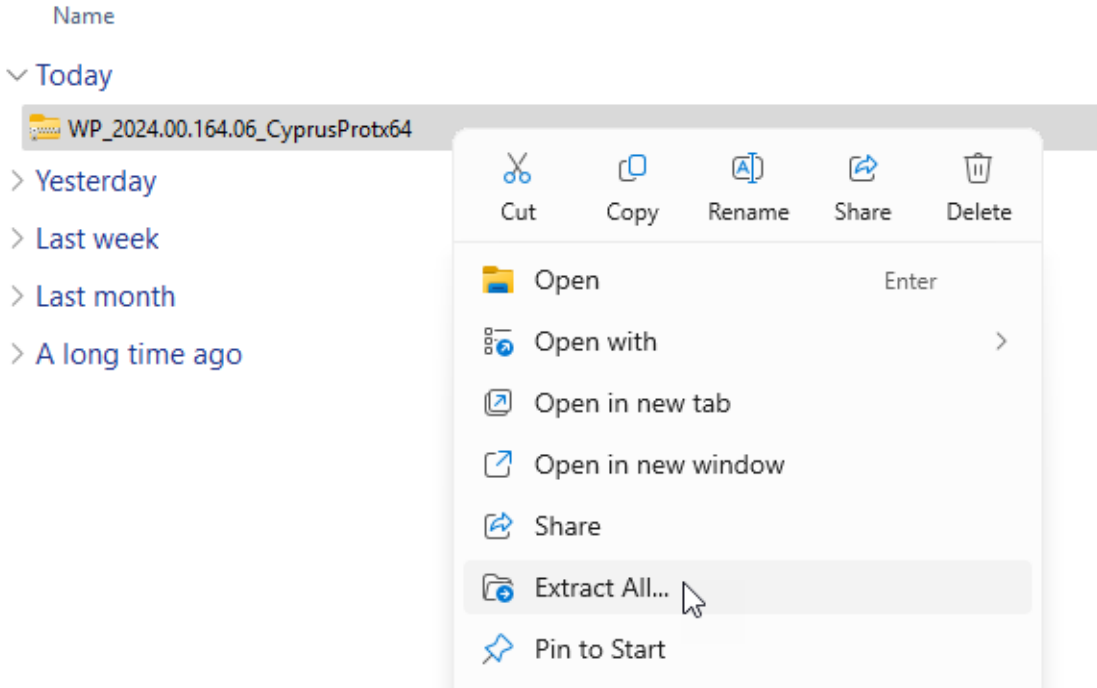 Name
Today
WP_2024.00.164.06_CyprusProtx64
Yesterday
Last week
Last month
A long time ago
Cut Copy Rename Share Delete
Open Enter
Open with
Open in new tab
Open in new window
Share
Extract All...
Pin to Start